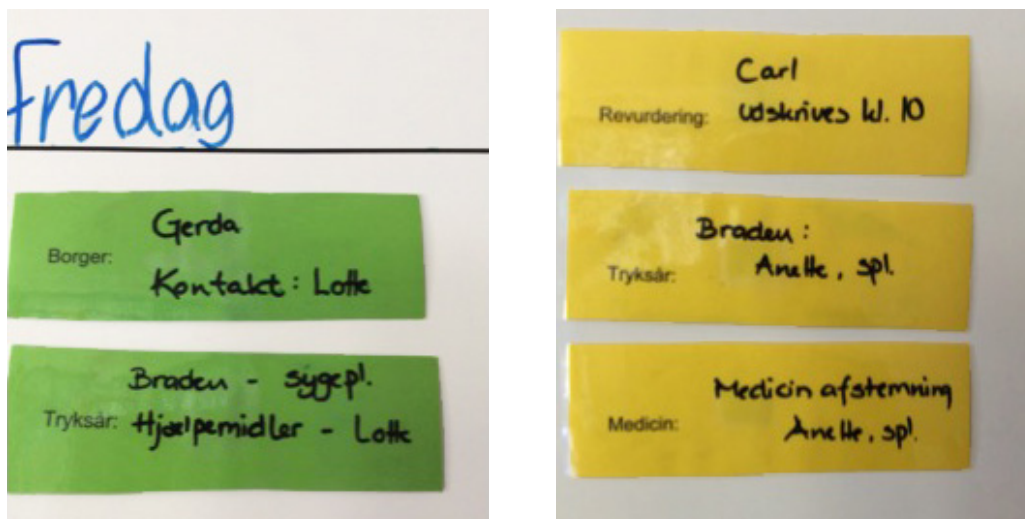 Fredag
Gerda
Borger:
Kontakt: Lotte
Braden - sygepl.
Tryksår: Hjælpemidler - Lotte
Carl
Revurdering: udskrives kl. 10
Braden:
Tryksår: Anette, spl.
Medicin afstemning
Medicin: Anette, spl.